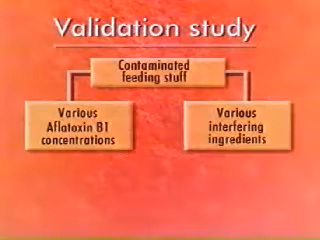 Validation study
Contaminated
feeding stuff
Various
Aflatoxin B1
concentrations
Various
interfering
ingredients